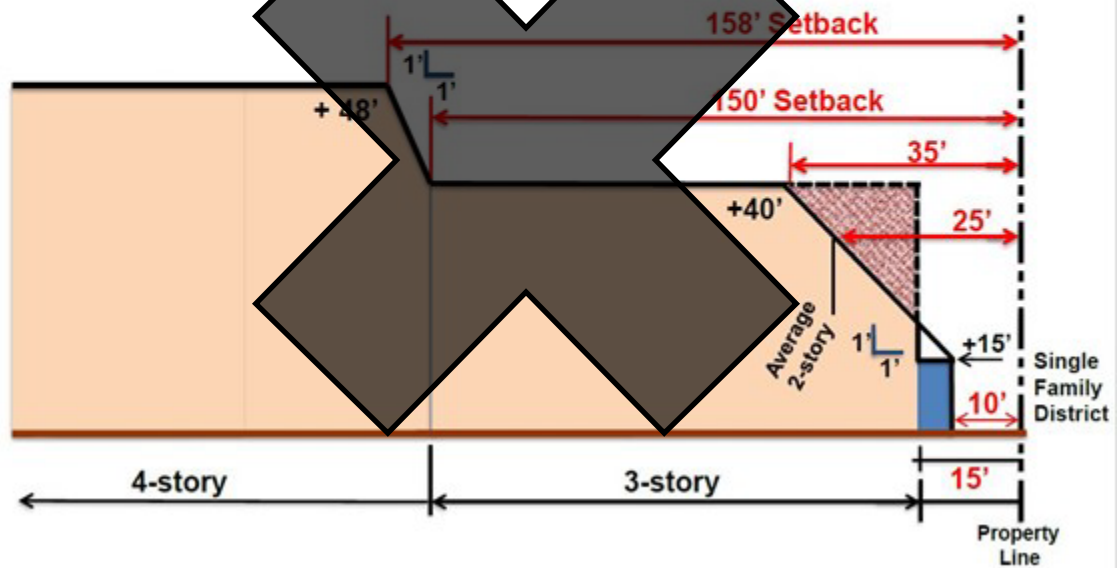 158’ Setback
1’
1’
+ 48’
150’ Setback
35’
+40’
25’
Average
2-story
1’
1’
+15’
Single
Family
District
10’
4-story
3-story
15’
Property
Line